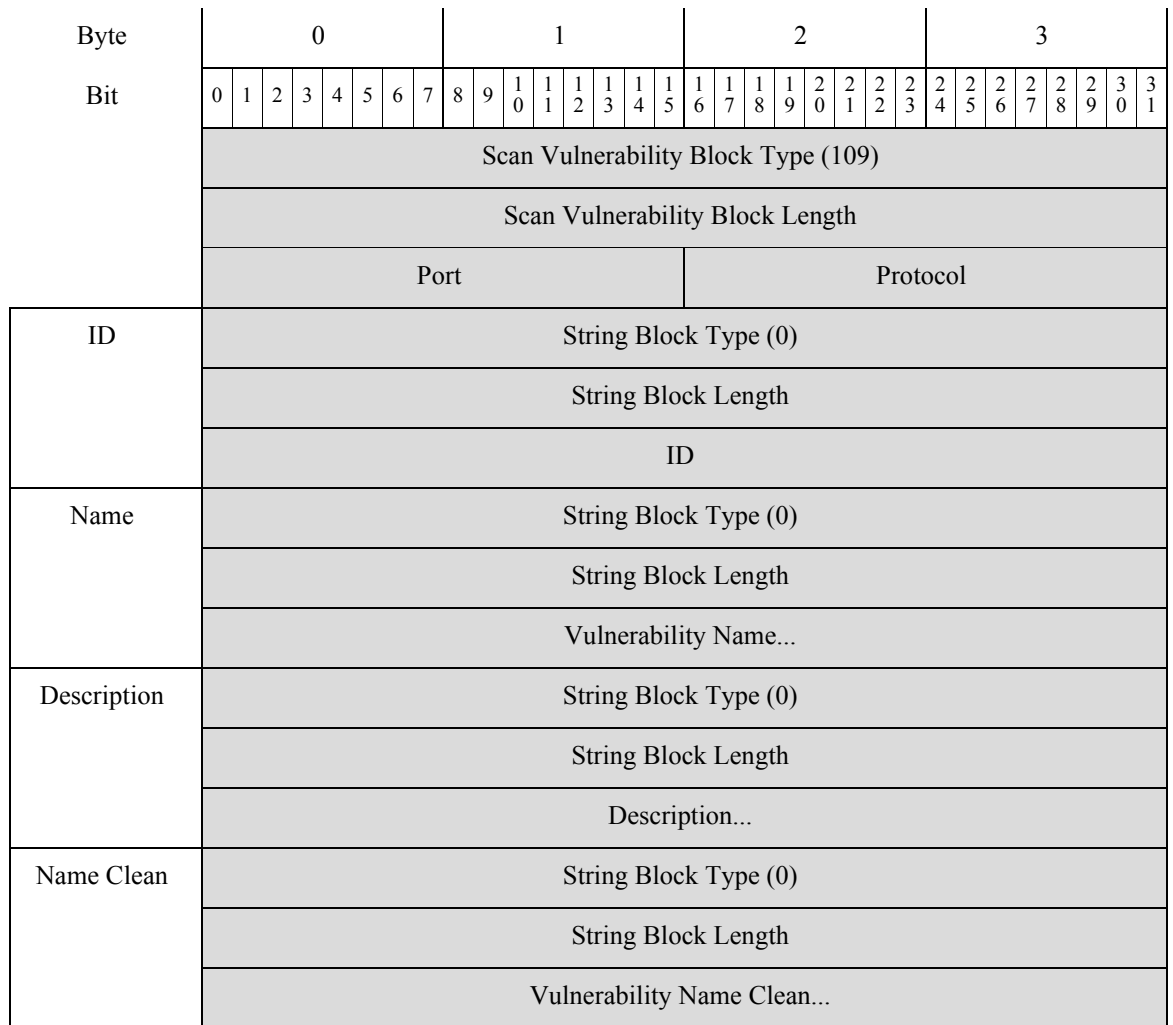 Byte 0 1 2 3
Bit 0 1 2 3 4 5 6 7 8 9 10 11 12 13 14 15 16 17 18 19 20 21 22 23 24 25 26 27 28 29 30 31
Scan Vulnerability Block Type (109)
Scan Vulnerability Block Length
Port Protocol
ID String Block Type (0)
String Block Length
ID
Name String Block Type (0)
String Block Length
Vulnerability Name...
Description String Block Type (0)
String Block Length
Description...
Name Clean String Block Type (0)
String Block Length
Vulnerability Name Clean...